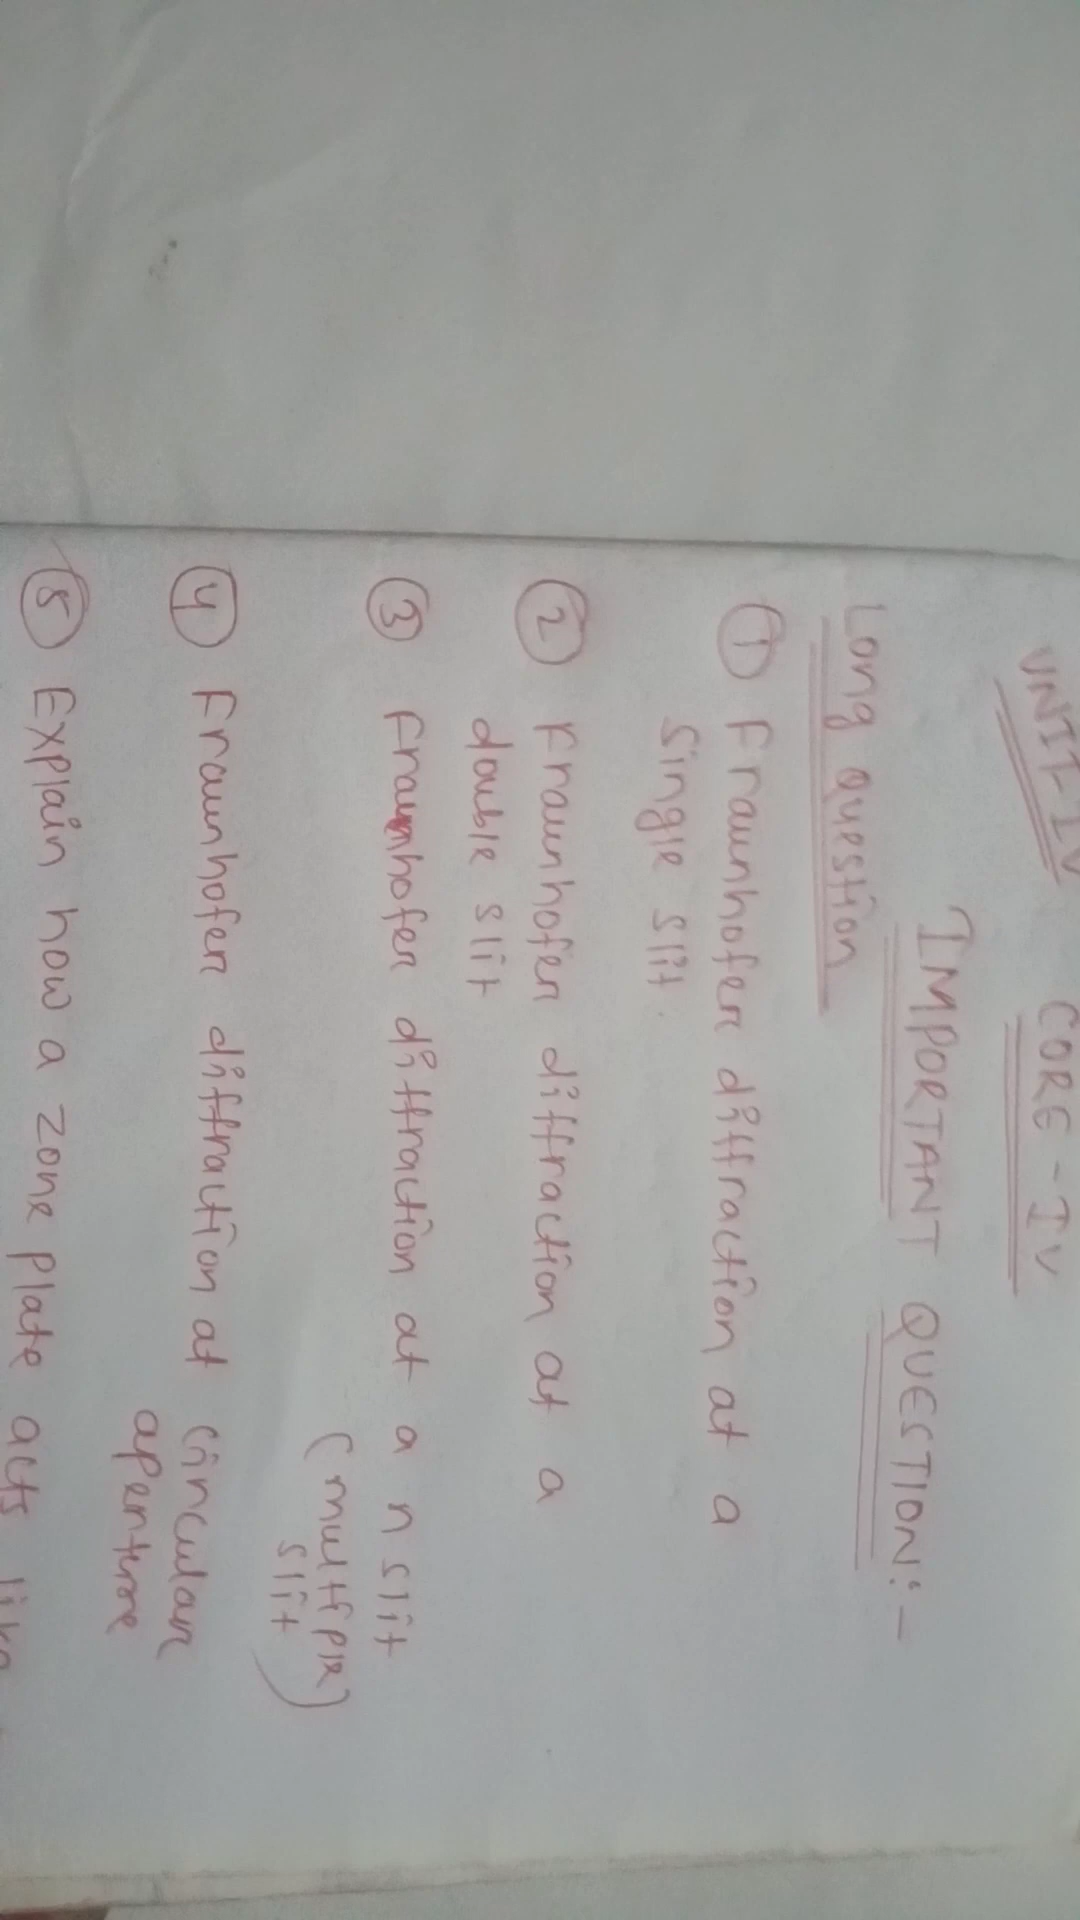 UNIT-IV CORE-IV
IMPORTANT QUESTION:-
Long Question
① Fraunhofer diffraction at a
single slit.
② Fraunhofer diffraction at a
double slit
③ Fraunhofer diffraction at a n slit
(multiple
slit)
④ Fraunhofer diffraction at circular
aperture
⑤ Explain how a zone plate acts